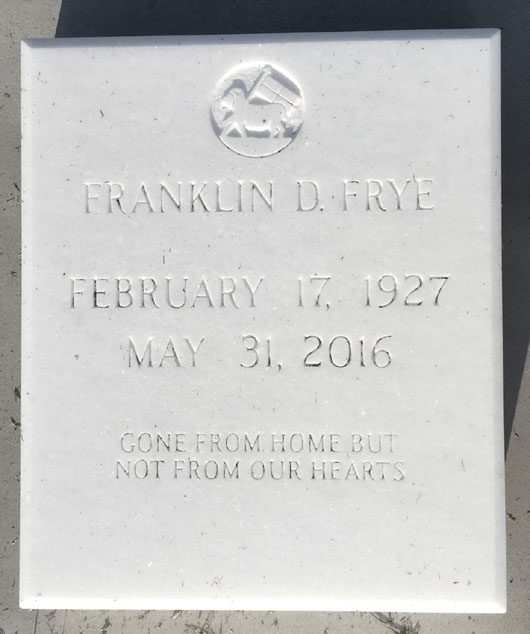 FRANKLIN D. FRYE
FEBRUARY 17, 1927
MAY 31, 2016
GONE FROM HOME BUT
NOT FROM OUR HEARTS